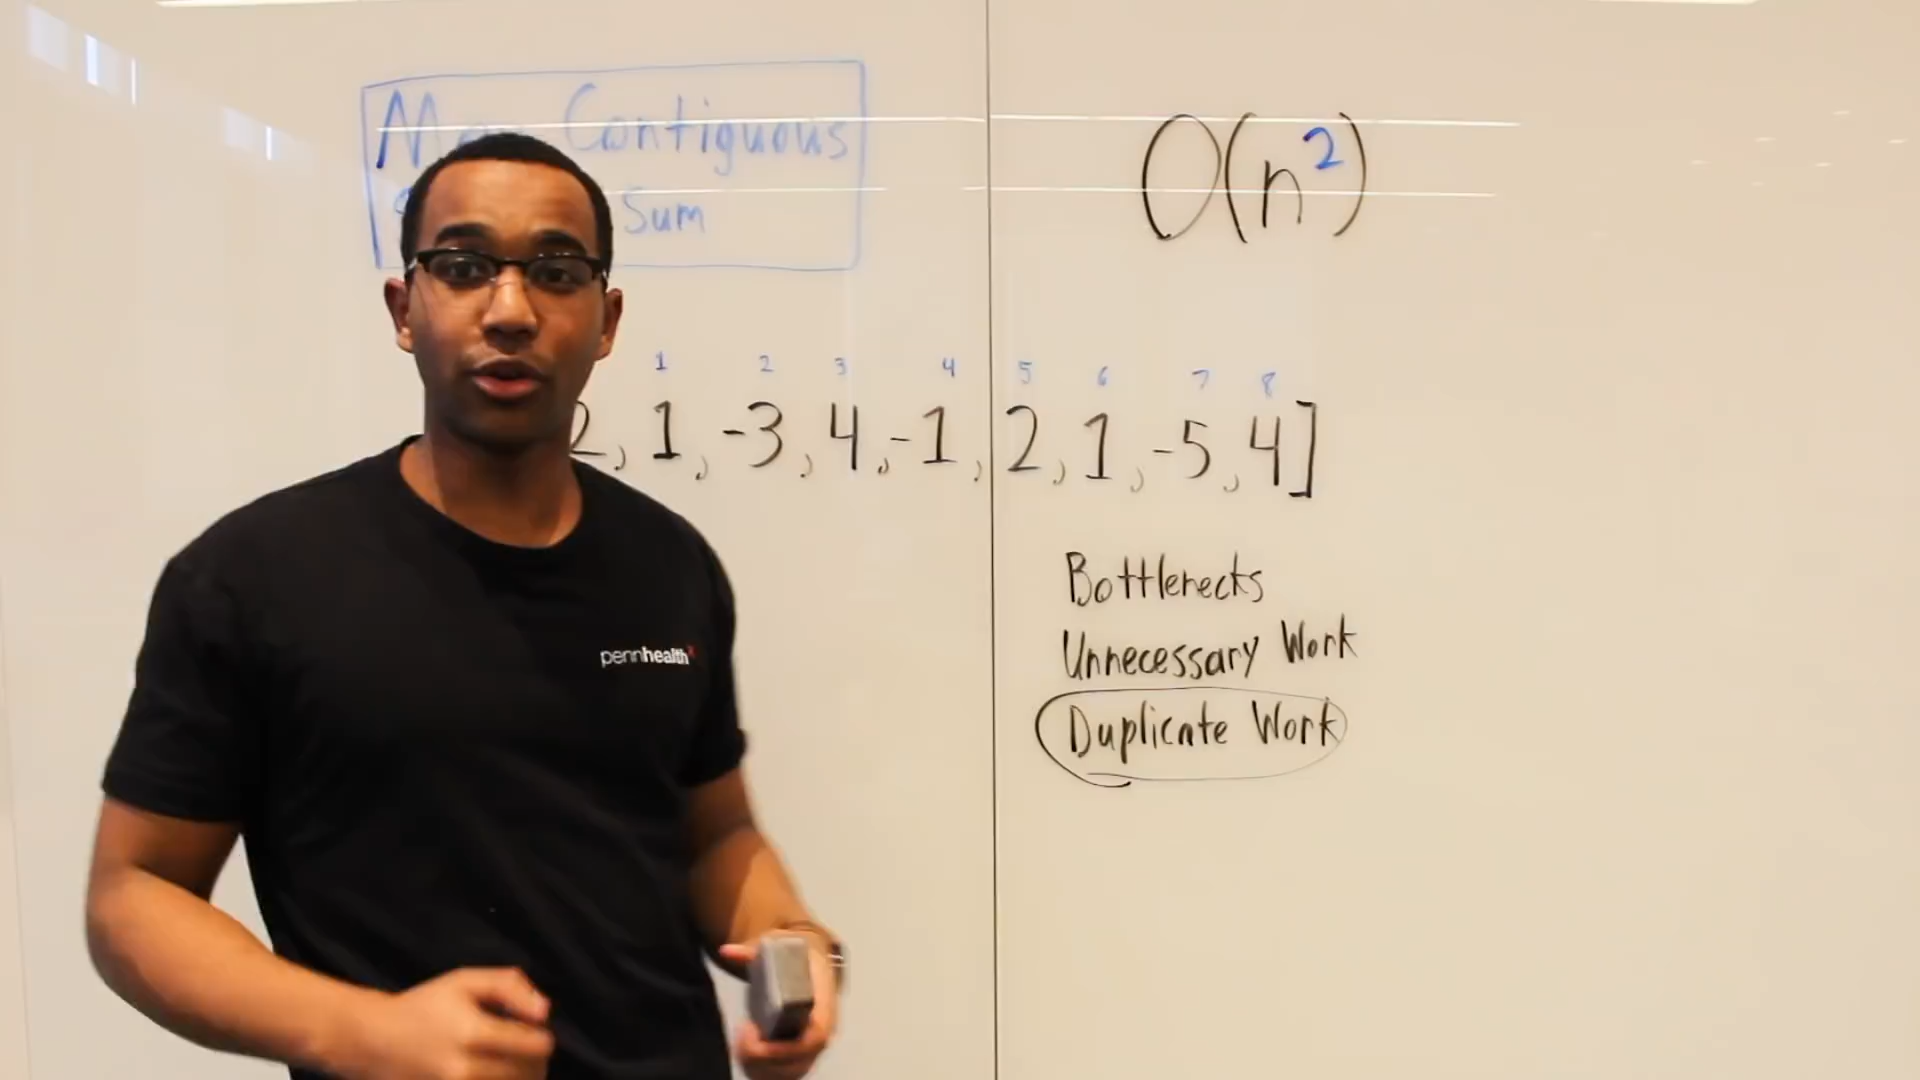 Contiguous
Sum
O(n²)
1 2 3 4 5 6 7 8
2, 1, -3, 4, -1, 2, 1, -5, 4]
Bottlenecks
Unnecessary Work
Duplicate Work
pennhealthx